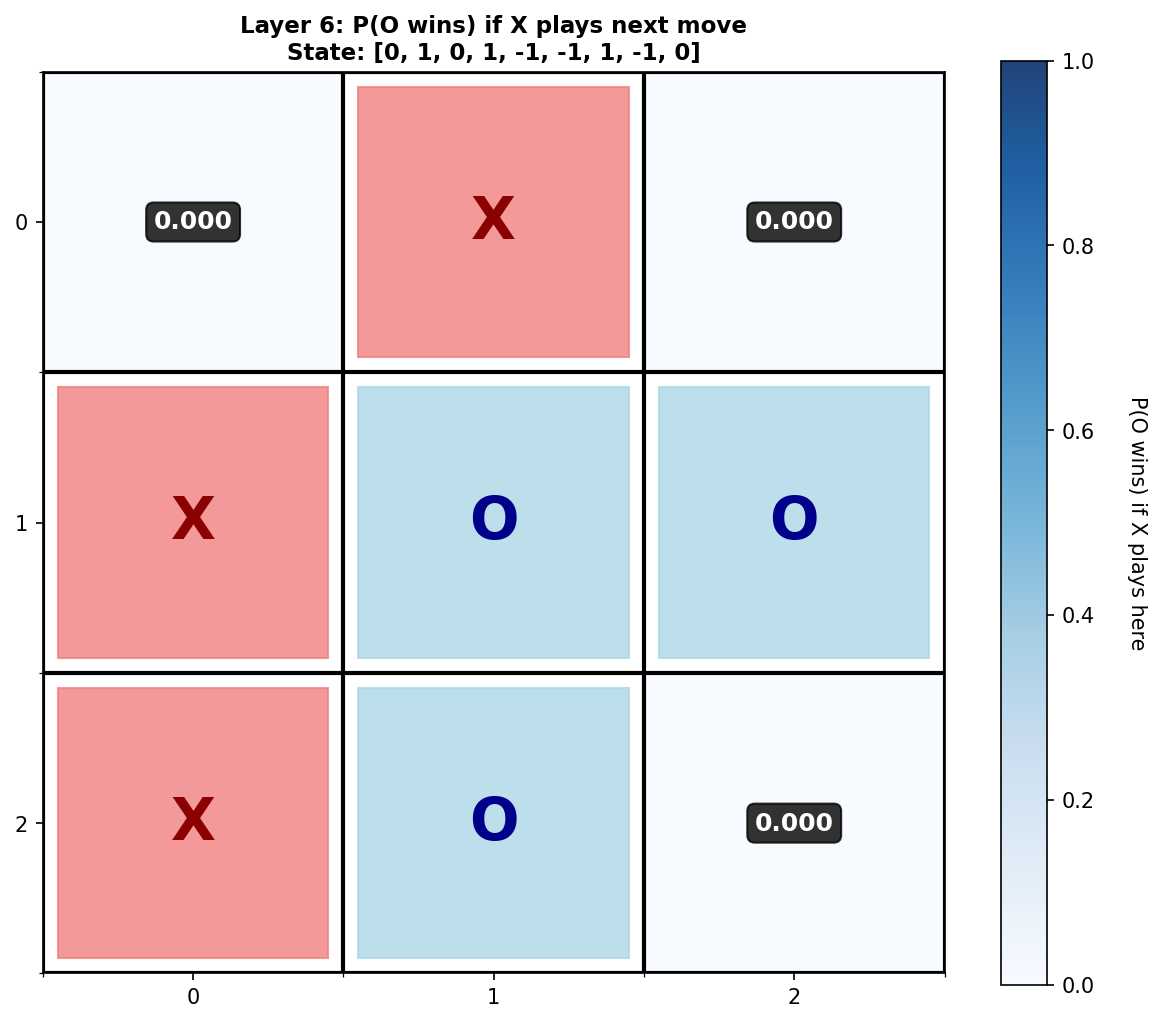 Layer 6: P(O wins) if X plays next move
State: [0, 1, 0, 1, -1, -1, 1, -1, 0]
0.000
X
0.000
X
O
O
X
O
0.000
0
1
2
0
1
2
1.0
0.8
0.6
0.4
0.2
0.0
P(O wins) if X plays here